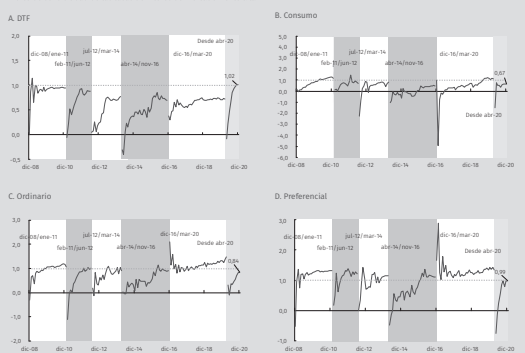 A. DTF
2,0
1,5
1,0
0,5
0,0
-0,5
dic-08/ene-11
feb-11/jun-12
jul-12/mar-14
abr-14/nov-16
dic-16/mar-20
Desde abr-20
1,02
dic-08 dic-10 dic-12 dic-14 dic-16 dic-18 dic-20
B. Consumo
5,0
4,0
3,0
2,0
1,0
0,0
-1,0
-2,0
-3,0
-4,0
-5,0
-6,0
dic-08/ene-11
feb-11/jun-12
jul-12/mar-14
abr-14/nov-16
dic-16/mar-20
0,67
Desde abr-20
dic-08 dic-10 dic-12 dic-14 dic-16 dic-18 dic-20
C. Ordinario
3,0
2,0
1,0
0,0
-1,0
-2,0
dic-08/ene-11
feb-11/jun-12
jul-12/mar-14
abr-14/nov-16
dic-16/mar-20
Desde abr-20
0,84
dic-08 dic-10 dic-12 dic-14 dic-16 dic-18 dic-20
D. Preferencial
3,0
2,0
1,0
0,0
-1,0
dic-08/ene-11
feb-11/jun-12
jul-12/mar-14
abr-14/nov-16
dic-16/mar-20
Desde abr-20
0,99
dic-08 dic-10 dic-12 dic-14 dic-16 dic-18 dic-20